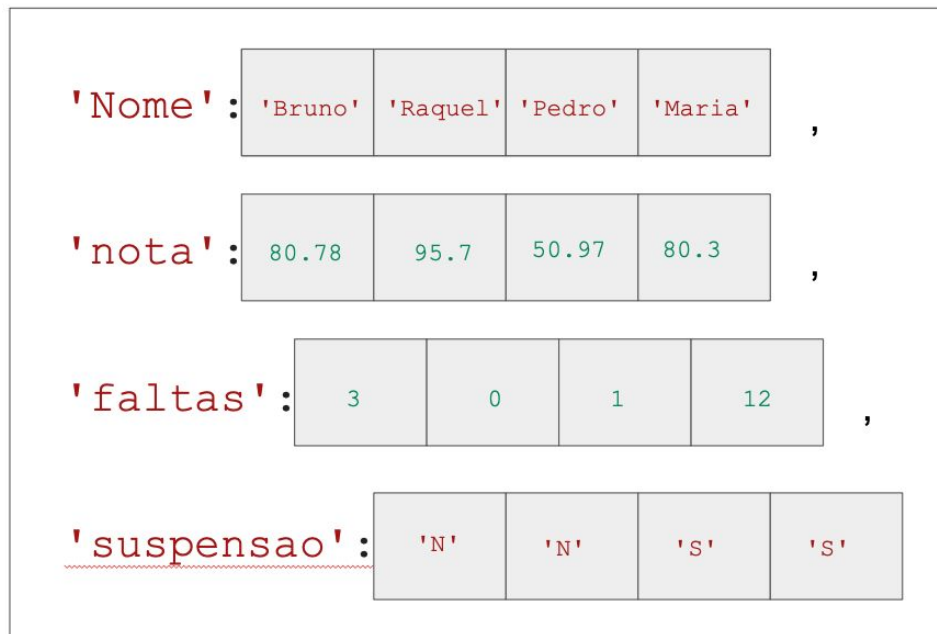 'Nome': 'Bruno' 'Raquel' 'Pedro' 'Maria' ,
'nota': 80.78 95.7 50.97 80.3 ,
'faltas': 3 0 1 12 ,
'suspensao': 'N' 'N' 'S' 'S'